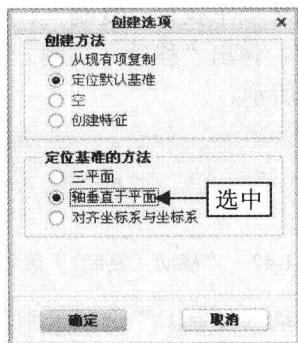 创建选项 ×
创建方法
从现有项复制
定位默认基准
空
创建特征
定位基准的方法
三平面
轴垂直于平面
选中
对齐坐标系与坐标系
确定 取消